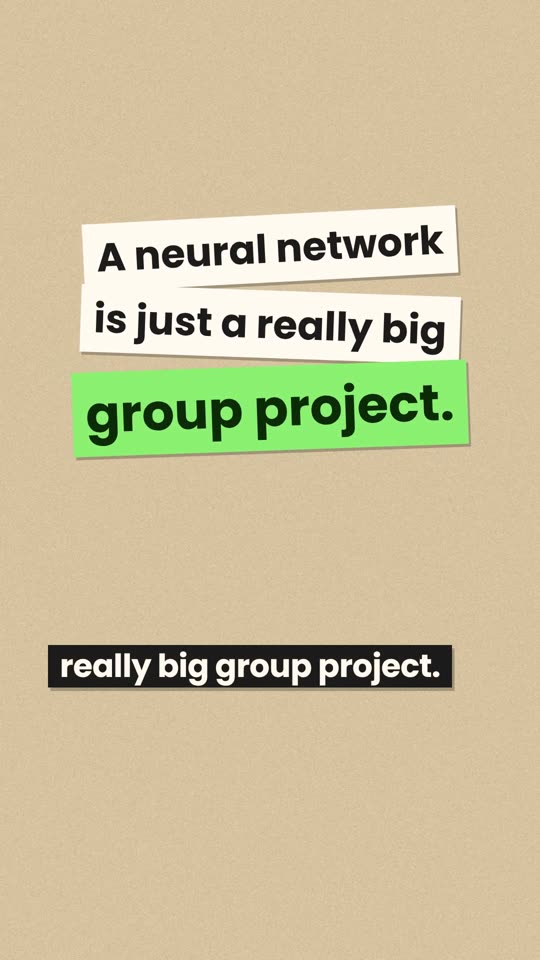 A neural network
is just a really big
group project.
really big group project.